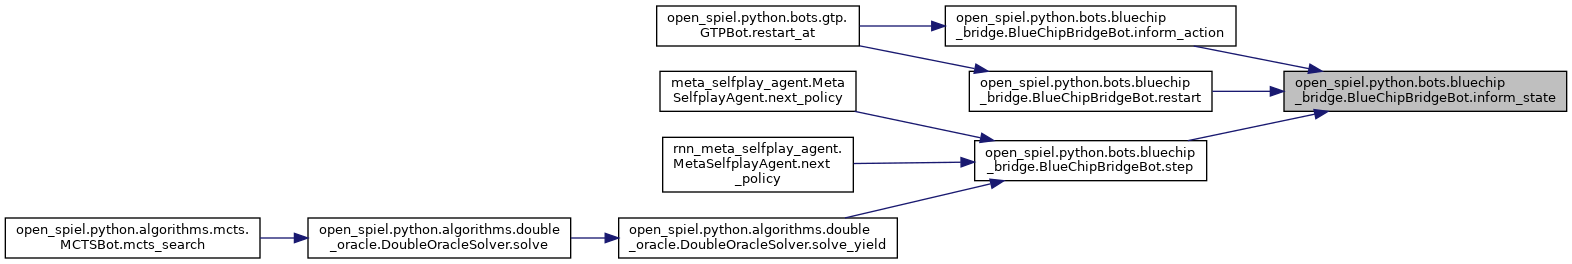 open_spiel.python.bots.gtp.
GTPBot.restart_at
open_spiel.python.bots.bluechip
_bridge.BlueChipBridgeBot.inform_action
meta_selfplay_agent.Meta
SelfplayAgent.next_policy
open_spiel.python.bots.bluechip
_bridge.BlueChipBridgeBot.restart
open_spiel.python.bots.bluechip
_bridge.BlueChipBridgeBot.inform_state
rnn_meta_selfplay_agent.
MetaSelfplayAgent.next
_policy
open_spiel.python.bots.bluechip
_bridge.BlueChipBridgeBot.step
open_spiel.python.algorithms.mcts.
MCTSBot.mcts_search
open_spiel.python.algorithms.double
_oracle.DoubleOracleSolver.solve
open_spiel.python.algorithms.double
_oracle.DoubleOracleSolver.solve_yield